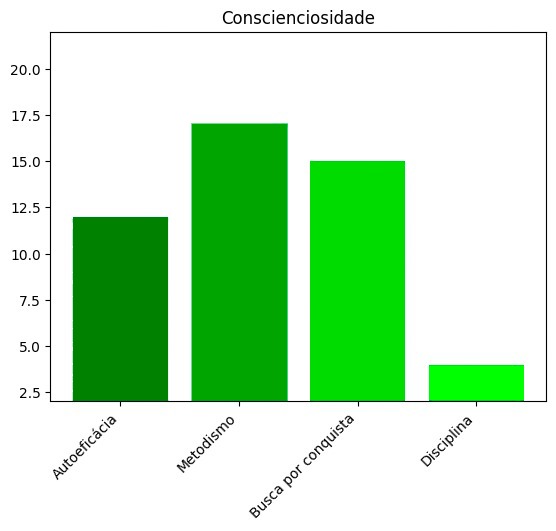 Conscienciosidade
20.0
17.5
15.0
12.5
10.0
7.5
5.0
2.5
Autoeficácia
Metodismo
Busca por conquista
Disciplina